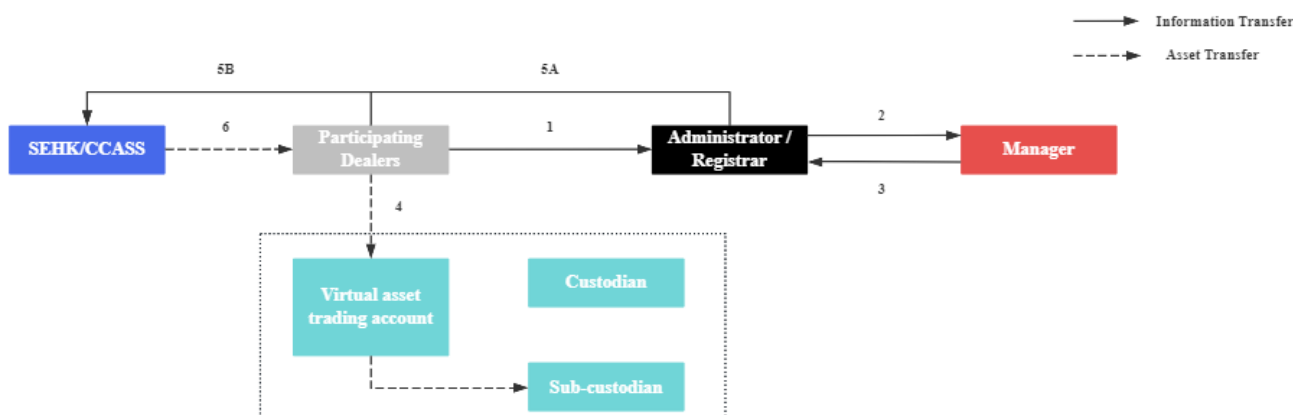 Information Transfer
Asset Transfer
5B
5A
SEHK/CCASS
6
Participating
Dealers
1
Administrator /
Registrar
2
Manager
3
4
Virtual asset
trading account
Custodian
Sub-custodian